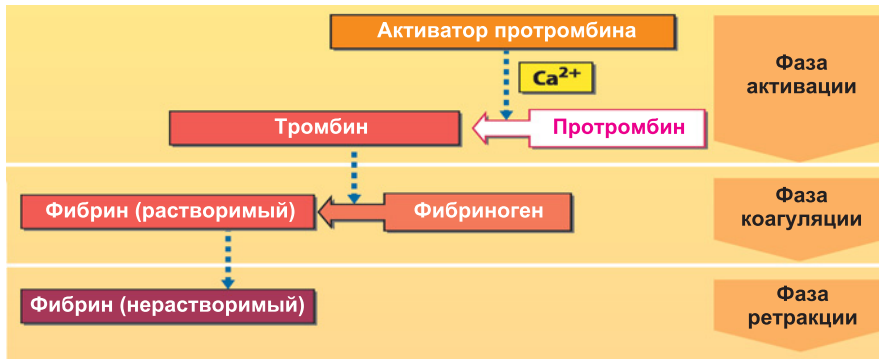 Активатор протромбина
Фаза
активации
Ca²⁺
Тромбин
Протромбин
Фибрин (растворимый)
Фибриноген
Фаза
коагуляции
Фибрин (нерастворимый)
Фаза
ретракции